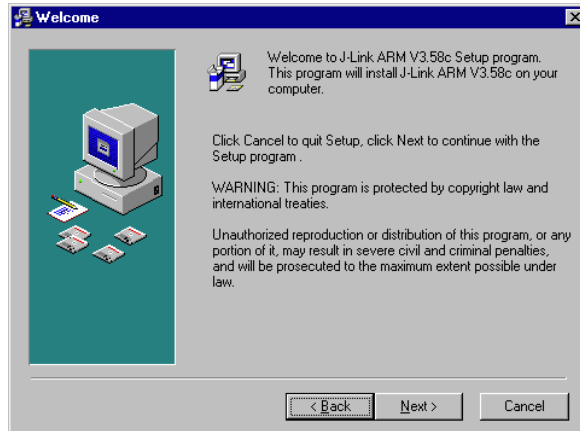 Welcome
Welcome to J-Link ARM V3.58c Setup program.
This program will install J-Link ARM V3.58c on your
computer.
Click Cancel to quit Setup, click Next to continue with the
Setup program .
WARNING: This program is protected by copyright law and
international treaties.
Unauthorized reproduction or distribution of this program, or any
portion of it, may result in severe civil and criminal penalties,
and will be prosecuted to the maximum extent possible under
law.
< Back Next > Cancel